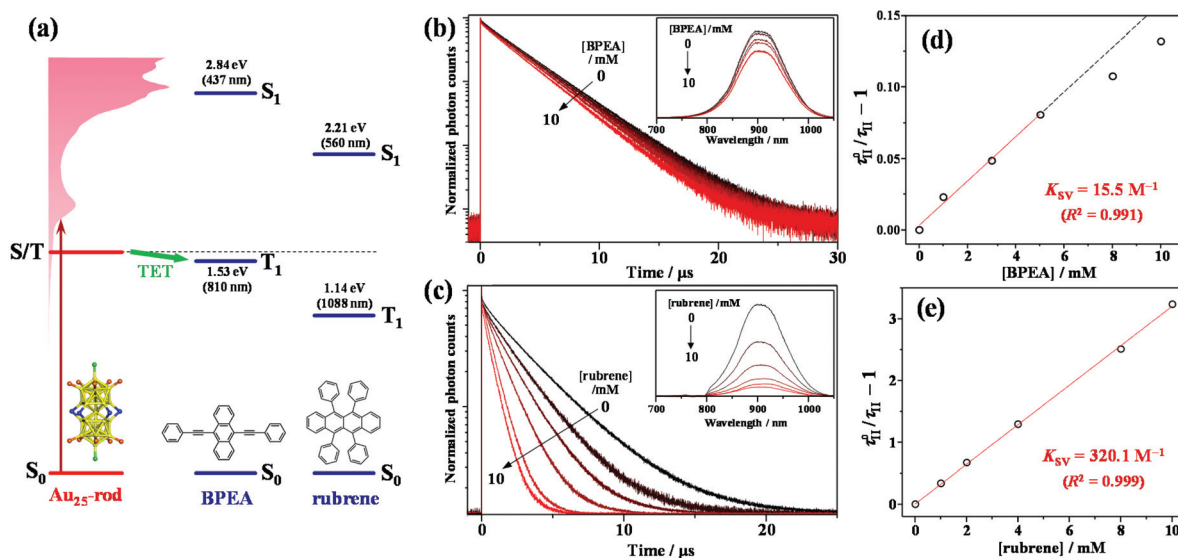 (a)
2.84 eV
(437 nm)
S1
2.21 eV
(560 nm)
S1
S/T
TET
T1
1.53 eV
(810 nm)
1.14 eV
(1088 nm)
T1
S0
S0
S0
Au25-rod
BPEA
rubrene
(b)
Normalized photon counts
[BPEA]
/ mM
0
10
[BPEA] / mM
0
10
700 800 900 1000
Wavelength / nm
0 10 20 30
Time / μs
(c)
Normalized photon counts
[rubrene]
/mM
0
10
[rubrene] / mM
0
10
700 800 900 1000
Wavelength / nm
0 10 20
Time / μs
(d)
τ⁰II/τII − 1
0.15
0.10
0.05
0.00
KSV = 15.5 M−1
(R2 = 0.991)
0 2 4 6 8 10
[BPEA] / mM
(e)
τ⁰II/τII − 1
3
2
1
0
KSV = 320.1 M−1
(R2 = 0.999)
0 2 4 6 8 10
[rubrene] / mM